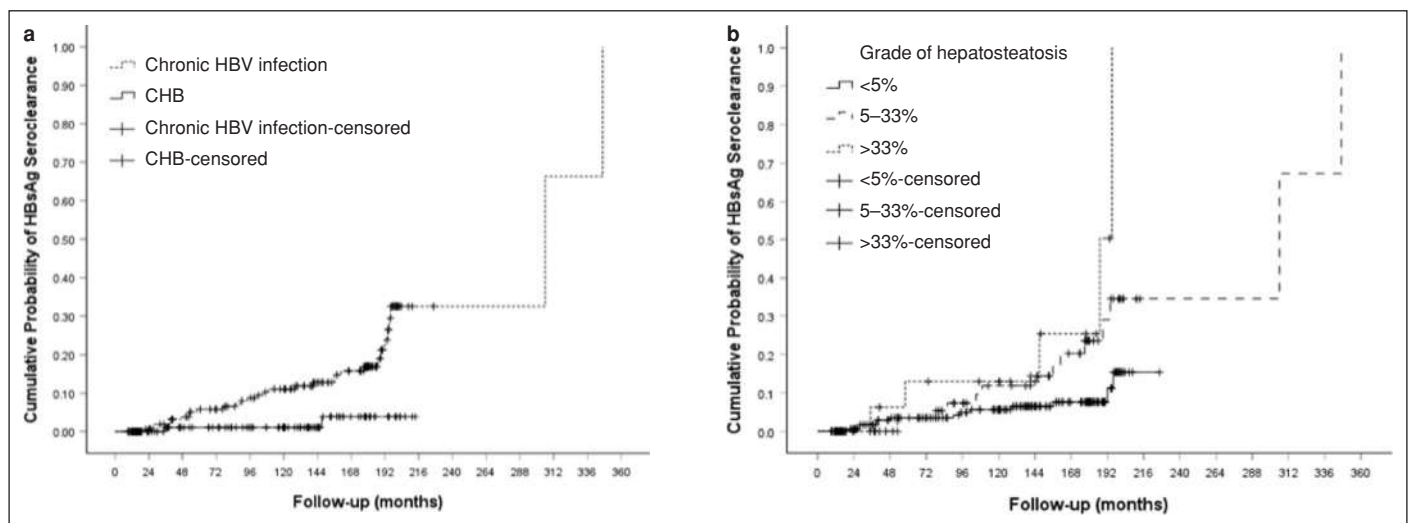 a
Cumulative Probability of HBsAg Seroclearance
1.00
0.90
0.80
0.70
0.60
0.50
0.40
0.30
0.20
0.10
0.00
Chronic HBV infection
CHB
Chronic HBV infection-censored
CHB-censored
0 24 48 72 96 120 144 168 192 216 240 264 288 312 336 360
Follow-up (months)
b
Cumulative Probability of HBsAg Seroclearance
1.0
0.9
0.8
0.7
0.6
0.5
0.4
0.3
0.2
0.1
0.0
Grade of hepatosteatosis
<5%
5–33%
>33%
<5%-censored
5–33%-censored
>33%-censored
0 24 48 72 96 120 144 168 192 216 240 264 288 312 336 360
Follow-up (months)